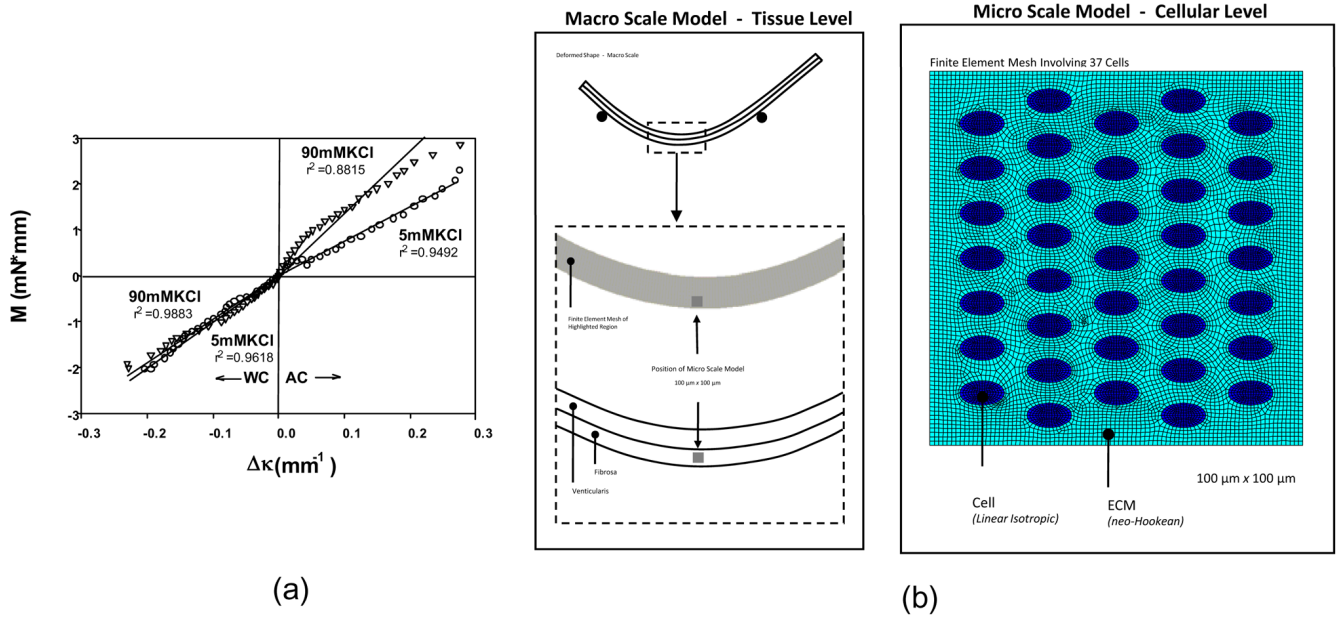 Macro Scale Model - Tissue Level
Micro Scale Model - Cellular Level
3
2
1
0
-1
-2
-3
M (mN*mm)
90mMKCl
r²=0.8815
5mMKCl
r²=0.9492
90mMKCl
r²=0.9883
5mMKCl
r²=0.9618
WC
AC
-0.3
-0.2
-0.1
0.0
0.1
0.2
0.3
Δκ(mm⁻¹)
(a)
Deformed Shape - Macro Scale
Finite Element Mesh of
Highlighted Region
Position of Micro Scale Model
100 µm x 100 µm
Fibrosa
Venticularis
Finite Element Mesh Involving 37 Cells
100 µm x 100 µm
Cell
(Linear Isotropic)
ECM
(neo-Hookean)
(b)